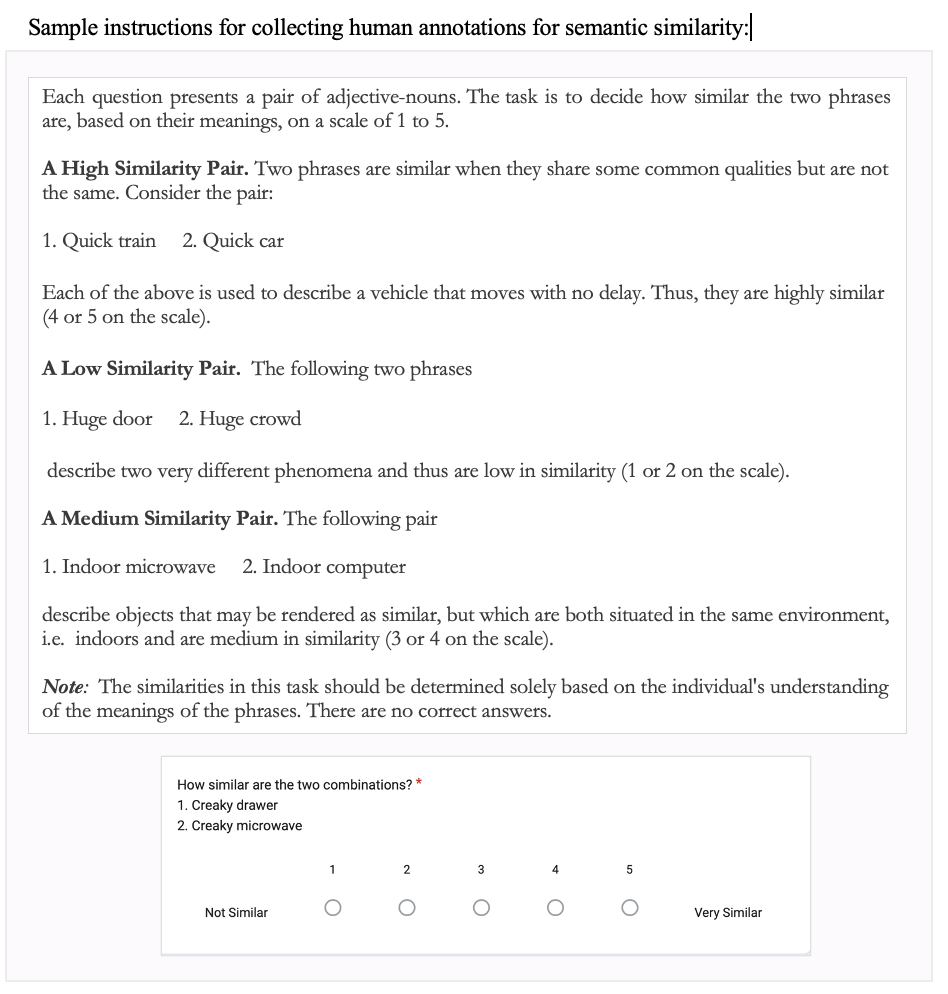 Sample instructions for collecting human annotations for semantic similarity:
Each question presents a pair of adjective-nouns. The task is to decide how similar the two phrases
are, based on their meanings, on a scale of 1 to 5.
A High Similarity Pair. Two phrases are similar when they share some common qualities but are not
the same. Consider the pair:
1. Quick train 2. Quick car
Each of the above is used to describe a vehicle that moves with no delay. Thus, they are highly similar
(4 or 5 on the scale).
A Low Similarity Pair. The following two phrases
1. Huge door 2. Huge crowd
describe two very different phenomena and thus are low in similarity (1 or 2 on the scale).
A Medium Similarity Pair. The following pair
1. Indoor microwave 2. Indoor computer
describe objects that may be rendered as similar, but which are both situated in the same environment,
i.e. indoors and are medium in similarity (3 or 4 on the scale).
Note: The similarities in this task should be determined solely based on the individual's understanding
of the meanings of the phrases. There are no correct answers.
How similar are the two combinations? *
1. Creaky drawer
2. Creaky microwave
1 2 3 4 5
Not Similar Very Similar